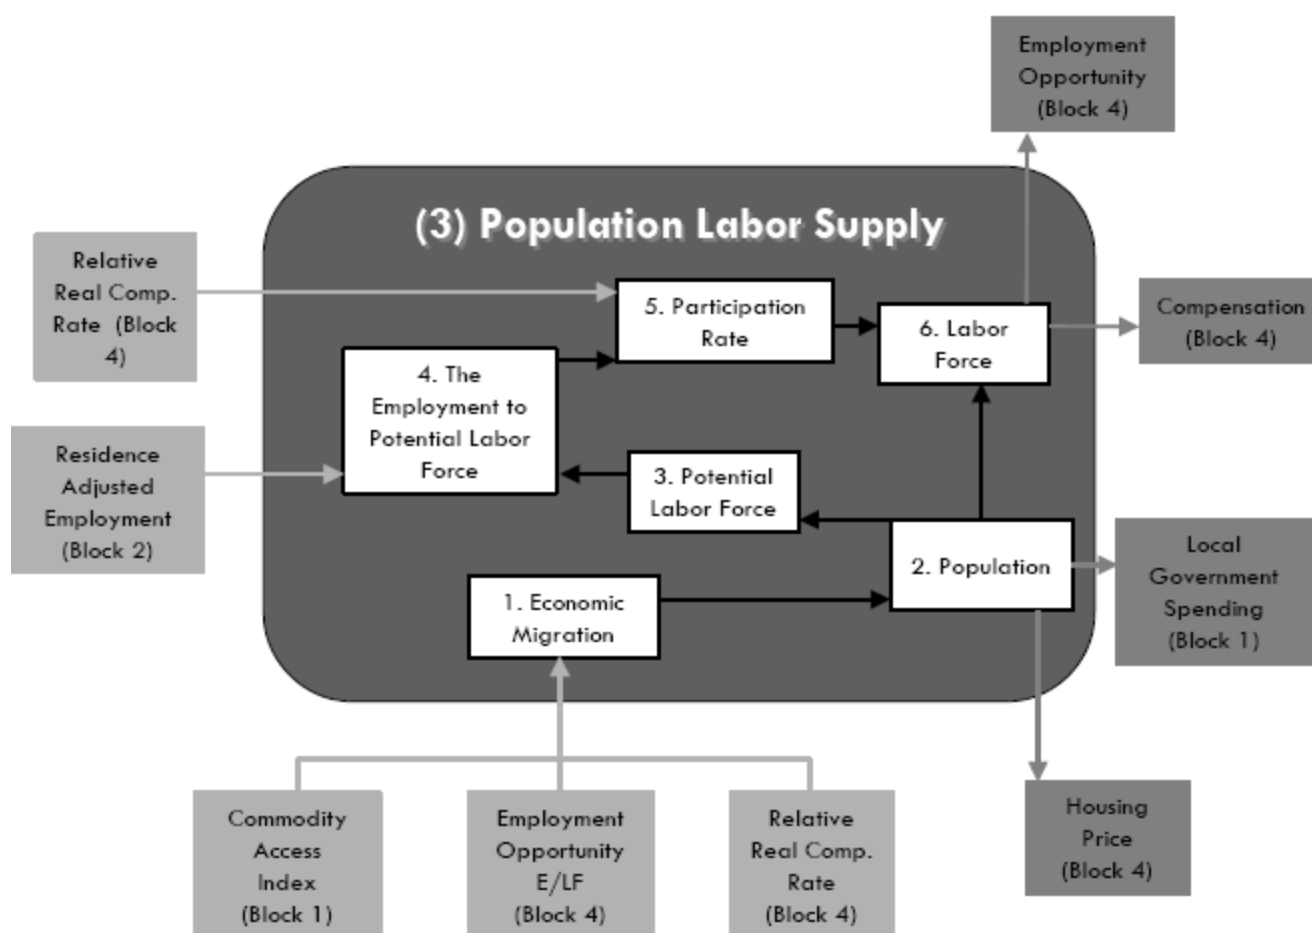 Employment
Opportunity
(Block 4)
(3) Population Labor Supply
Relative
Real Comp.
Rate (Block
4)
5. Participation
Rate
6. Labor
Force
Compensation
(Block 4)
4. The
Employment to
Potential Labor
Force
Residence
Adjusted
Employment
(Block 2)
3. Potential
Labor Force
2. Population
Local
Government
Spending
(Block 1)
1. Economic
Migration
Commodity
Access
Index
(Block 1)
Employment
Opportunity
E/LF
(Block 4)
Relative
Real Comp.
Rate
(Block 4)
Housing
Price
(Block 4)